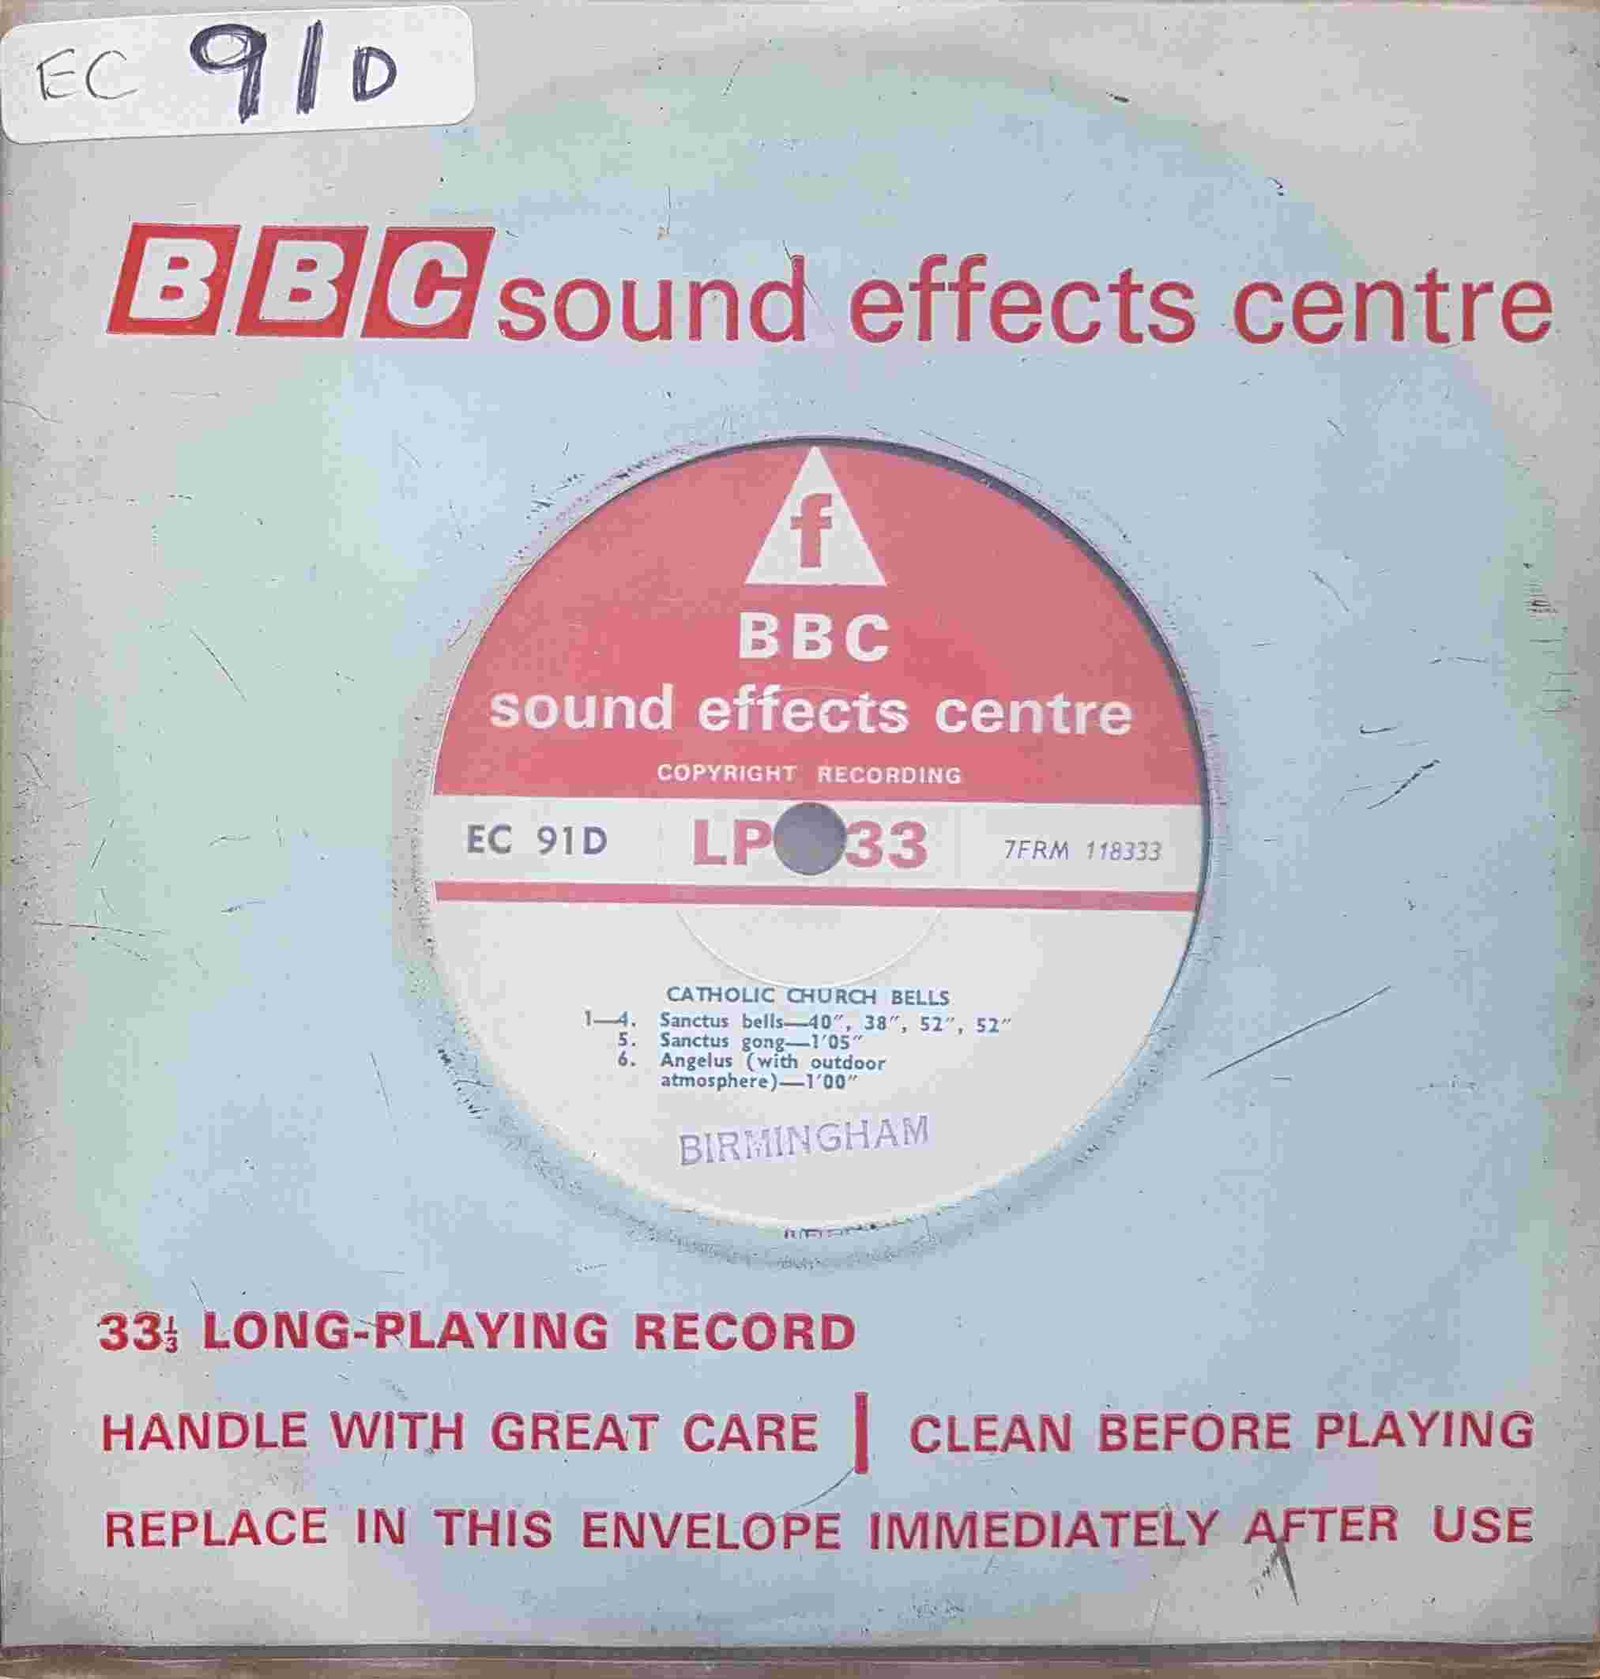 EC 91D
BBC sound effects centre
f
BBC
sound effects centre
COPYRIGHT RECORDING
EC 91D LP 33 7FRM 118333
CATHOLIC CHURCH BELLS
1—4. Sanctus bells—40″, 38″, 52″, 52″
5. Sanctus gong—1′05″
6. Angelus (with outdoor
atmosphere)—1′00″
BIRMINGHAM
33⅓ LONG-PLAYING RECORD
HANDLE WITH GREAT CARE | CLEAN BEFORE PLAYING
REPLACE IN THIS ENVELOPE IMMEDIATELY AFTER USE